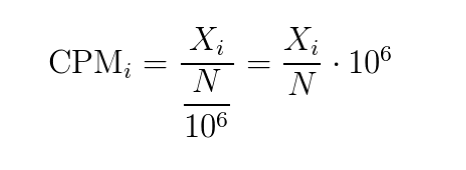 CPM_i = \frac{X_i}{\frac{N}{10^6}} = \frac{X_i}{N} \cdot 10^6